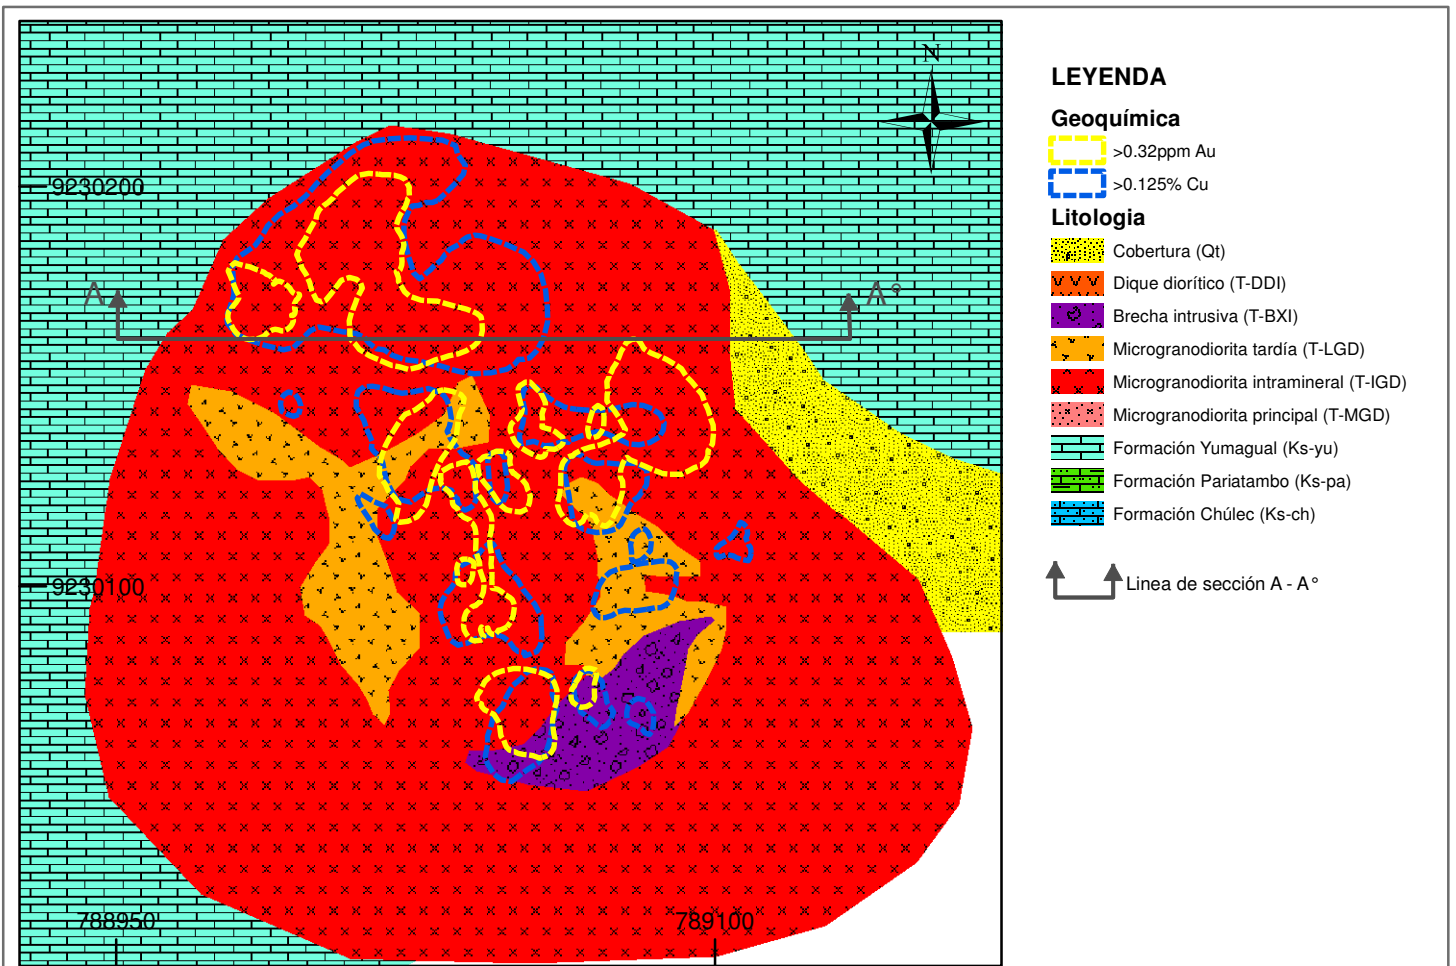 N
9230200
A
A°
9230100
788950
789100
LEYENDA
Geoquímica
>0.32ppm Au
>0.125% Cu
Litologia
Cobertura (Qt)
Dique diorítico (T-DDI)
Brecha intrusiva (T-BXI)
Microgranodiorita tardía (T-LGD)
Microgranodiorita intramineral (T-IGD)
Microgranodiorita principal (T-MGD)
Formación Yumagual (Ks-yu)
Formación Pariatambo (Ks-pa)
Formación Chúlec (Ks-ch)
Linea de sección A - A°